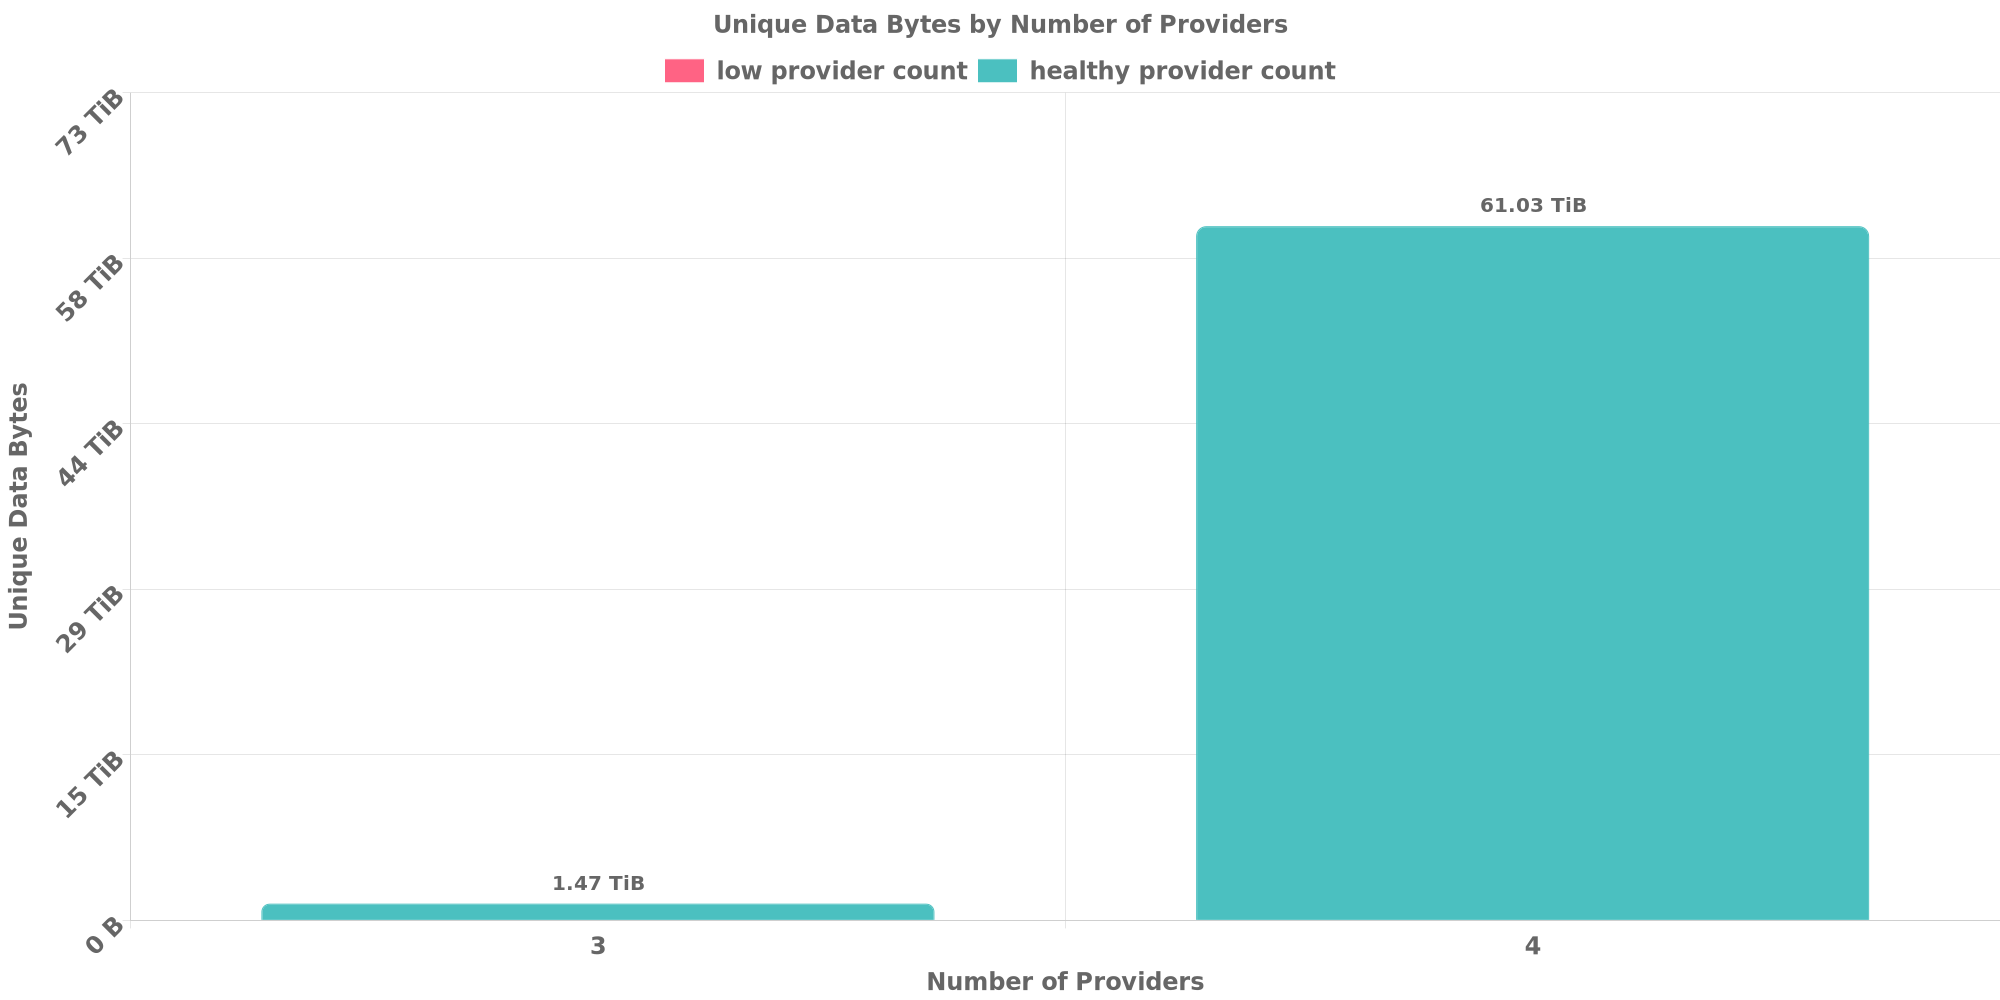 Unique Data Bytes by Number of Providers
low provider count healthy provider count
73 TiB
58 TiB
44 TiB
29 TiB
15 TiB
0 B
Unique Data Bytes
61.03 TiB
1.47 TiB
3 4
Number of Providers